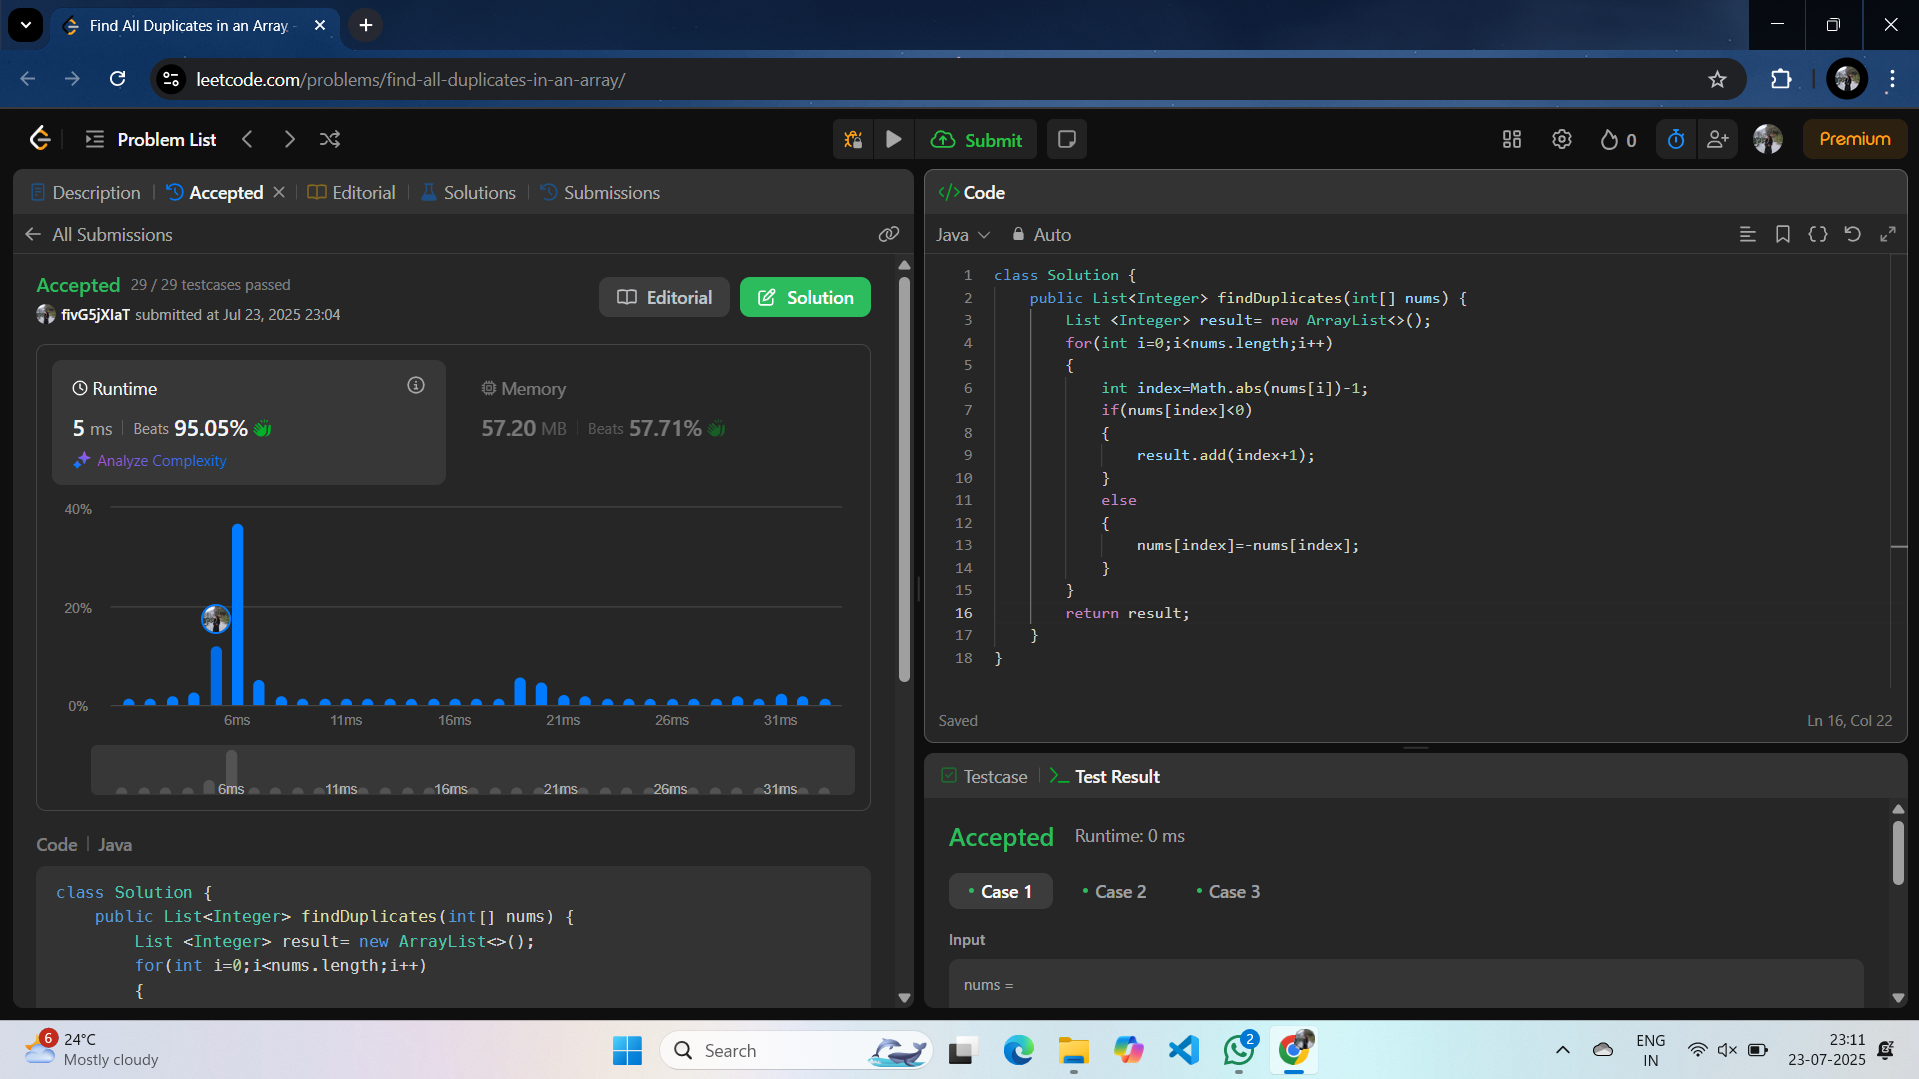 Find All Duplicates in an Array -
leetcode.com/problems/find-all-duplicates-in-an-array/
Problem List
Submit
0
Premium
Description
Accepted
Editorial
Solutions
Submissions
All Submissions
Accepted 29 / 29 testcases passed
fivG5jXIaT submitted at Jul 23, 2025 23:04
Editorial
Solution
Runtime
5 ms | Beats 95.05%
Analyze Complexity
Memory
57.20 MB | Beats 57.71%
40%
20%
0%
6ms 11ms 16ms 21ms 26ms 31ms
6ms 11ms 16ms 21ms 26ms 31ms
Code | Java
class Solution {
public List<Integer> findDuplicates(int[] nums) {
List <Integer> result= new ArrayList<>();
for(int i=0;i<nums.length;i++)
{
</> Code
Java
Auto
1 class Solution {
2 public List<Integer> findDuplicates(int[] nums) {
3 List <Integer> result= new ArrayList<>();
4 for(int i=0;i<nums.length;i++)
5 {
6 int index=Math.abs(nums[i])-1;
7 if(nums[index]<0)
8 {
9 result.add(index+1);
10 }
11 else
12 {
13 nums[index]=-nums[index];
14 }
15 }
16 return result;
17 }
18 }
Saved
Ln 16, Col 22
Testcase
Test Result
Accepted Runtime: 0 ms
Case 1
Case 2
Case 3
Input
nums =
6
24°C
Mostly cloudy
Search
2
ENG
IN
23:11
23-07-2025